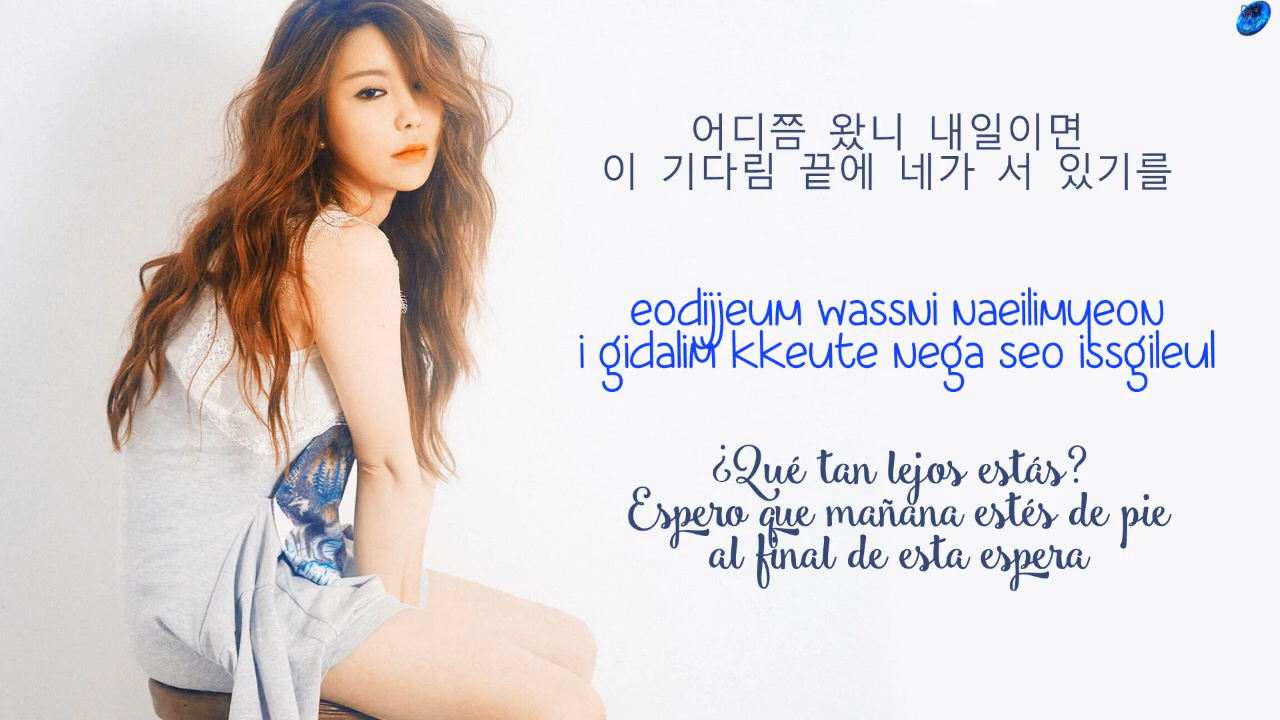 어디쯤 왔니 내일이면
이 기다림 끝에 네가 서 있기를
eodijjeum wassni naeilimyeon
i gidalim kkeute nega seo issgileul
¿Qué tan lejos estás?
Espero que mañana estés de pie
al final de esta espera